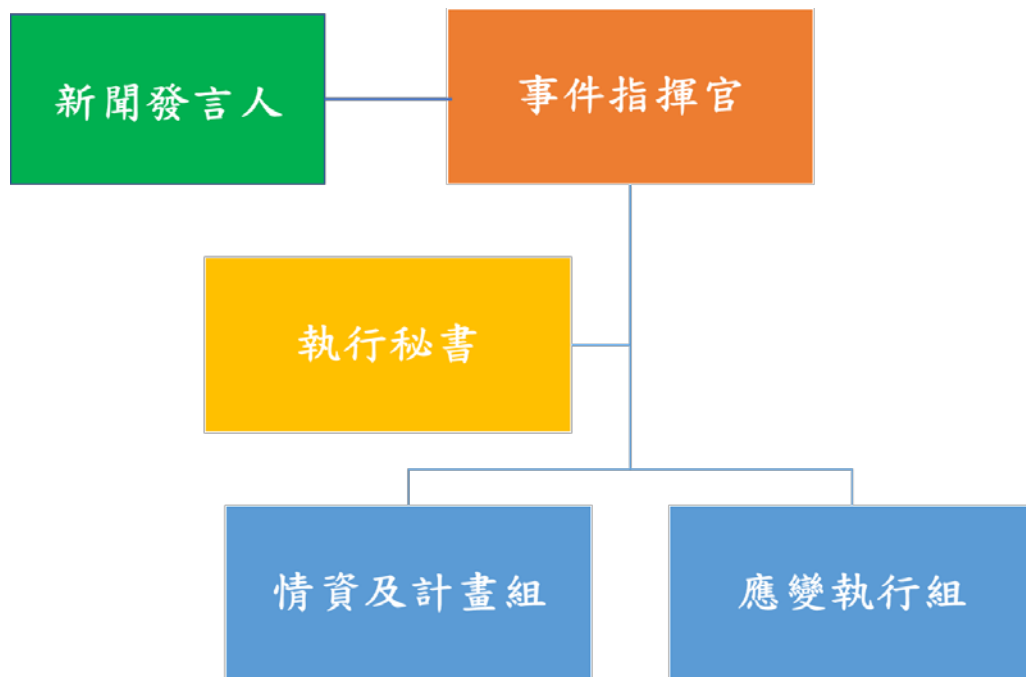 新聞發言人
事件指揮官
執行秘書
情資及計畫組
應變執行組